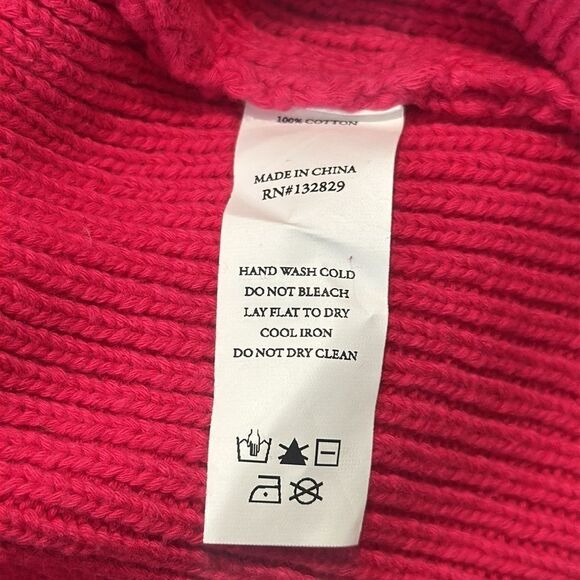 100% COTTON
MADE IN CHINA
RN#132829
HAND WASH COLD
DO NOT BLEACH
LAY FLAT TO DRY
COOL IRON
DO NOT DRY CLEAN